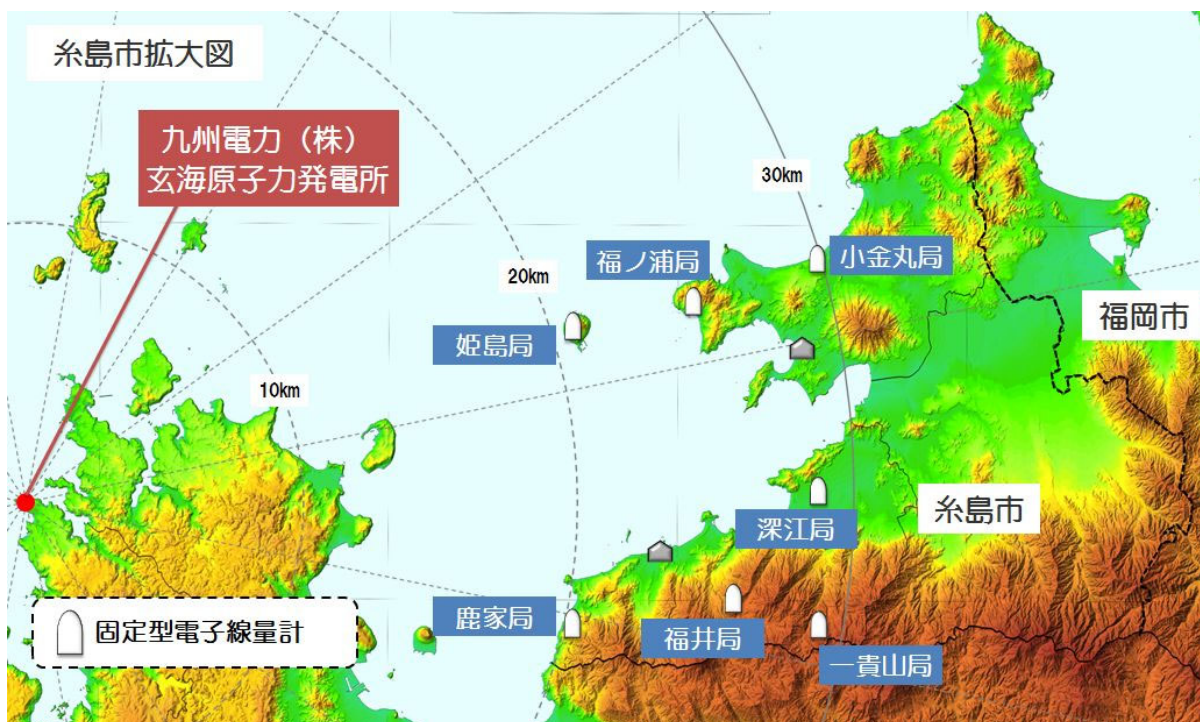 糸島市拡大図
九州電力（株）
玄海原子力発電所
30km
小金丸局
福ノ浦局
20km
福岡市
姫島局
10km
糸島市
深江局
鹿家局
福井局
一貴山局
固定型電子線量計